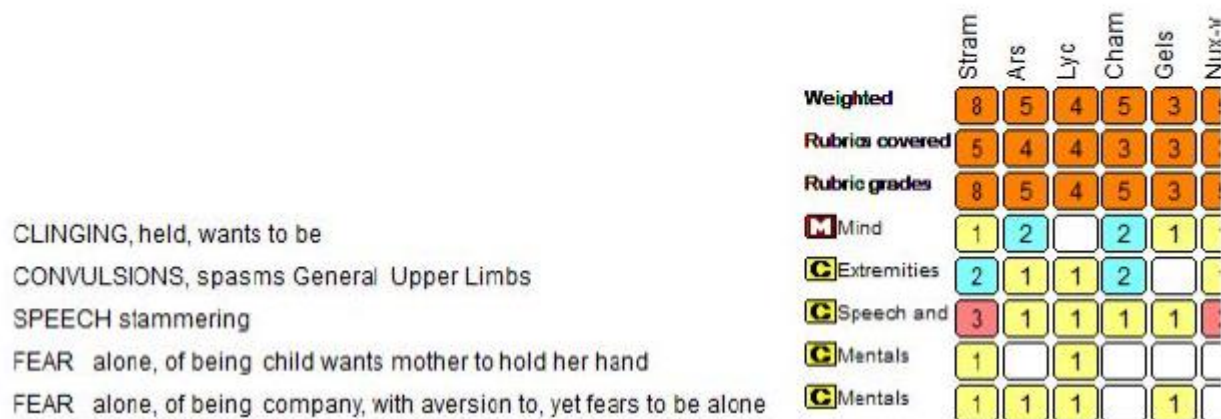 Stram Ars Lyc Cham Gels
Weighted 8 5 4 5 3
Rubrics covered 5 4 4 3 3
Rubric grades 8 5 4 5 3
CLINGING, held, wants to be M Mind 1 2 2 1
CONVULSIONS, spasms General Upper Limbs C Extremities 2 1 1 2
SPEECH stammering C Speech and 3 1 1 1 1
FEAR alone, of being child wants mother to hold her hand C Mentals 1 1
FEAR alone, of being company, with aversion to, yet fears to be alone C Mentals 1 1 1 1